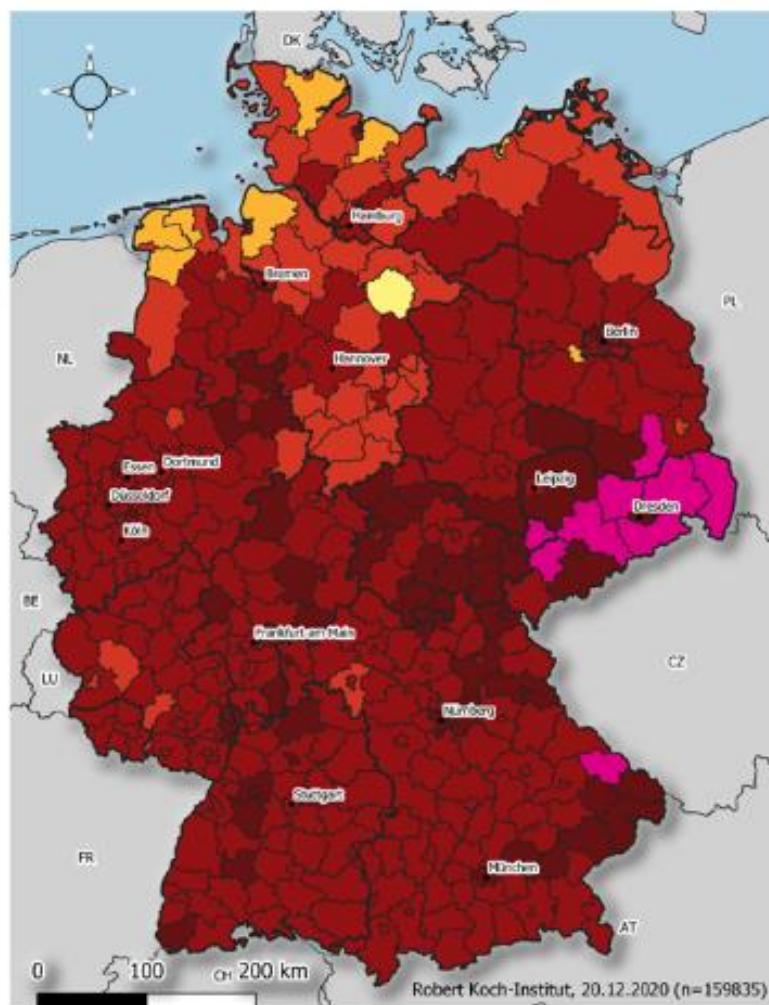 DK
Hamburg
Bremen
PL
Berlin
NL
Hannover
Essen
Dortmund
Leipzig
Düsseldorf
Dresden
Köln
BE
Frankfurt am Main
LU
CZ
Nürnberg
Stuttgart
FR
München
AT
0 100 200 km
CH
Robert Koch-Institut, 20.12.2020 (n=159835)